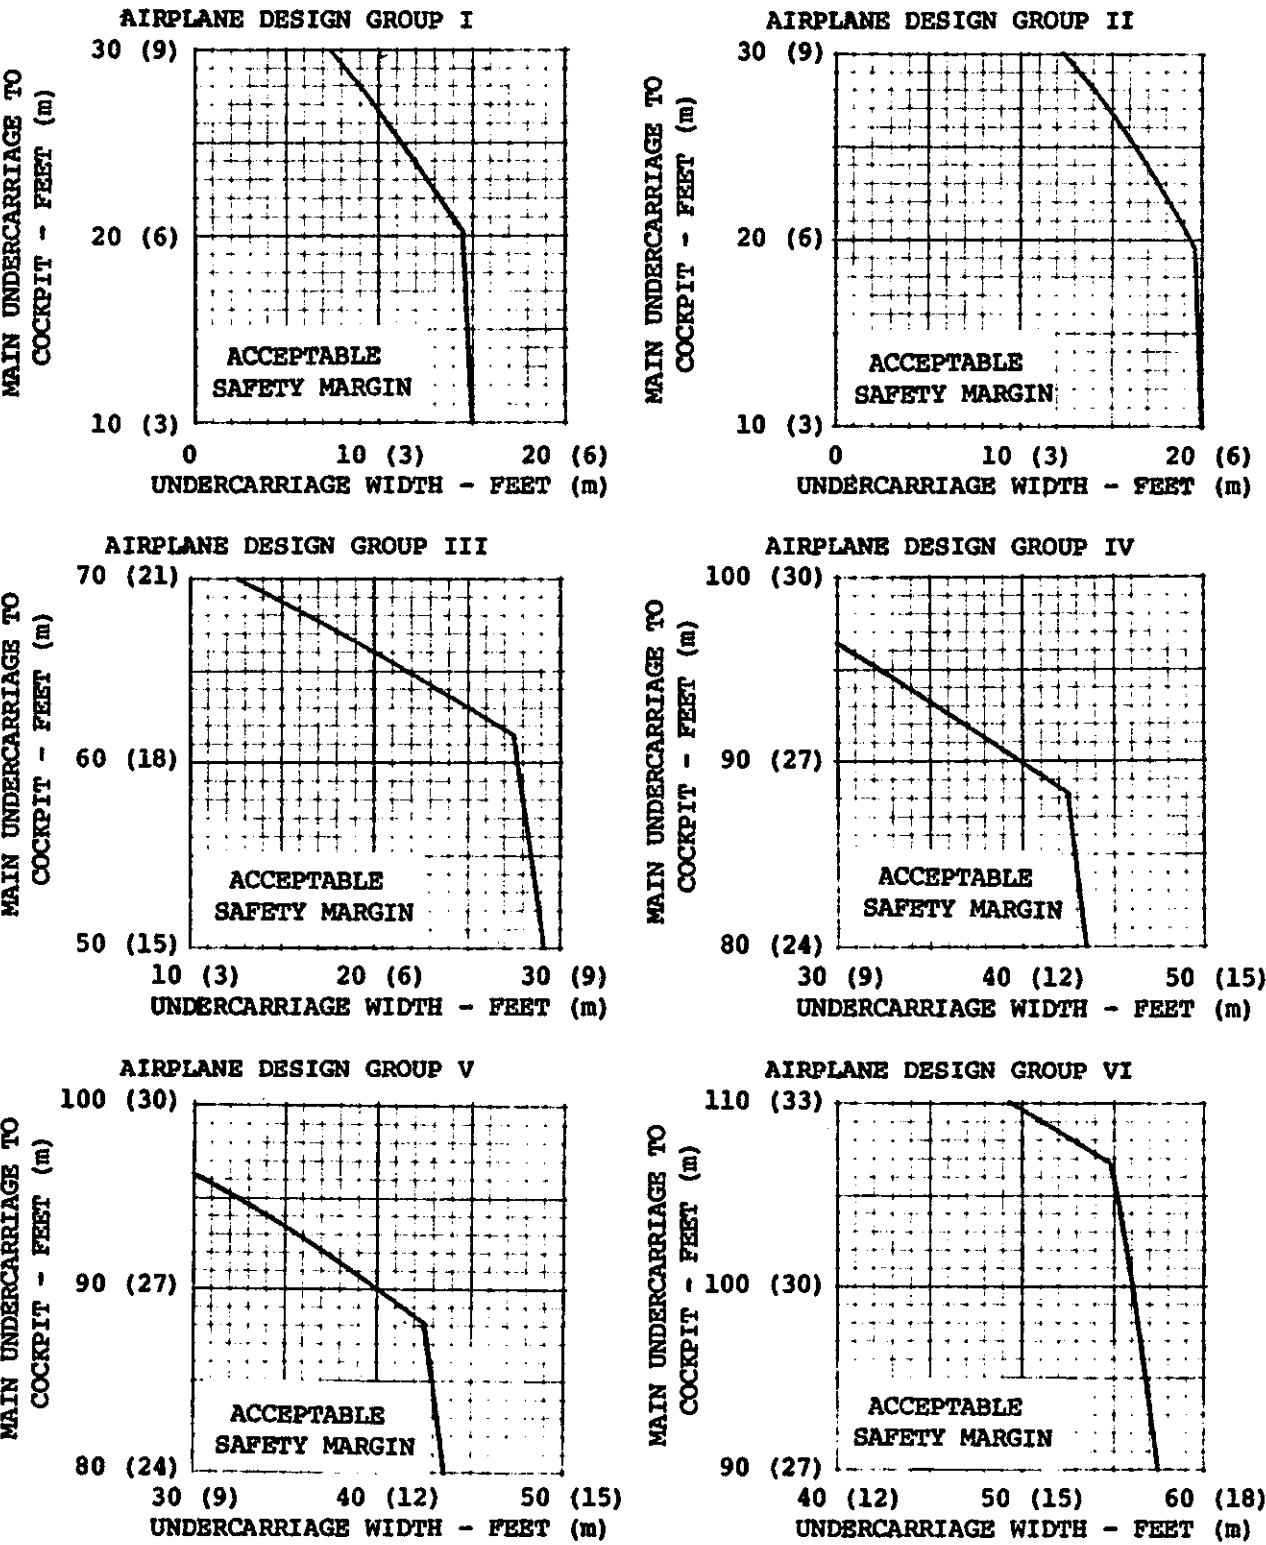 AIRPLANE DESIGN GROUP I
MAIN UNDERCARRIAGE TO
COCKPIT - FEET (m)
30 (9)
20 (6)
10 (3)
ACCEPTABLE
SAFETY MARGIN
0 10 (3) 20 (6)
UNDERCARRIAGE WIDTH - FEET (m)
AIRPLANE DESIGN GROUP II
MAIN UNDERCARRIAGE TO
COCKPIT - FEET (m)
30 (9)
20 (6)
10 (3)
ACCEPTABLE
SAFETY MARGIN
0 10 (3) 20 (6)
UNDERCARRIAGE WIDTH - FEET (m)
AIRPLANE DESIGN GROUP III
MAIN UNDERCARRIAGE TO
COCKPIT - FEET (m)
70 (21)
60 (18)
50 (15)
ACCEPTABLE
SAFETY MARGIN
10 (3) 20 (6) 30 (9)
UNDERCARRIAGE WIDTH - FEET (m)
AIRPLANE DESIGN GROUP IV
MAIN UNDERCARRIAGE TO
COCKPIT - FEET (m)
100 (30)
90 (27)
80 (24)
ACCEPTABLE
SAFETY MARGIN
30 (9) 40 (12) 50 (15)
UNDERCARRIAGE WIDTH - FEET (m)
AIRPLANE DESIGN GROUP V
MAIN UNDERCARRIAGE TO
COCKPIT - FEET (m)
100 (30)
90 (27)
80 (24)
ACCEPTABLE
SAFETY MARGIN
30 (9) 40 (12) 50 (15)
UNDERCARRIAGE WIDTH - FEET (m)
AIRPLANE DESIGN GROUP VI
MAIN UNDERCARRIAGE TO
COCKPIT - FEET (m)
110 (33)
100 (30)
90 (27)
ACCEPTABLE
SAFETY MARGIN
40 (12) 50 (15) 60 (18)
UNDERCARRIAGE WIDTH - FEET (m)